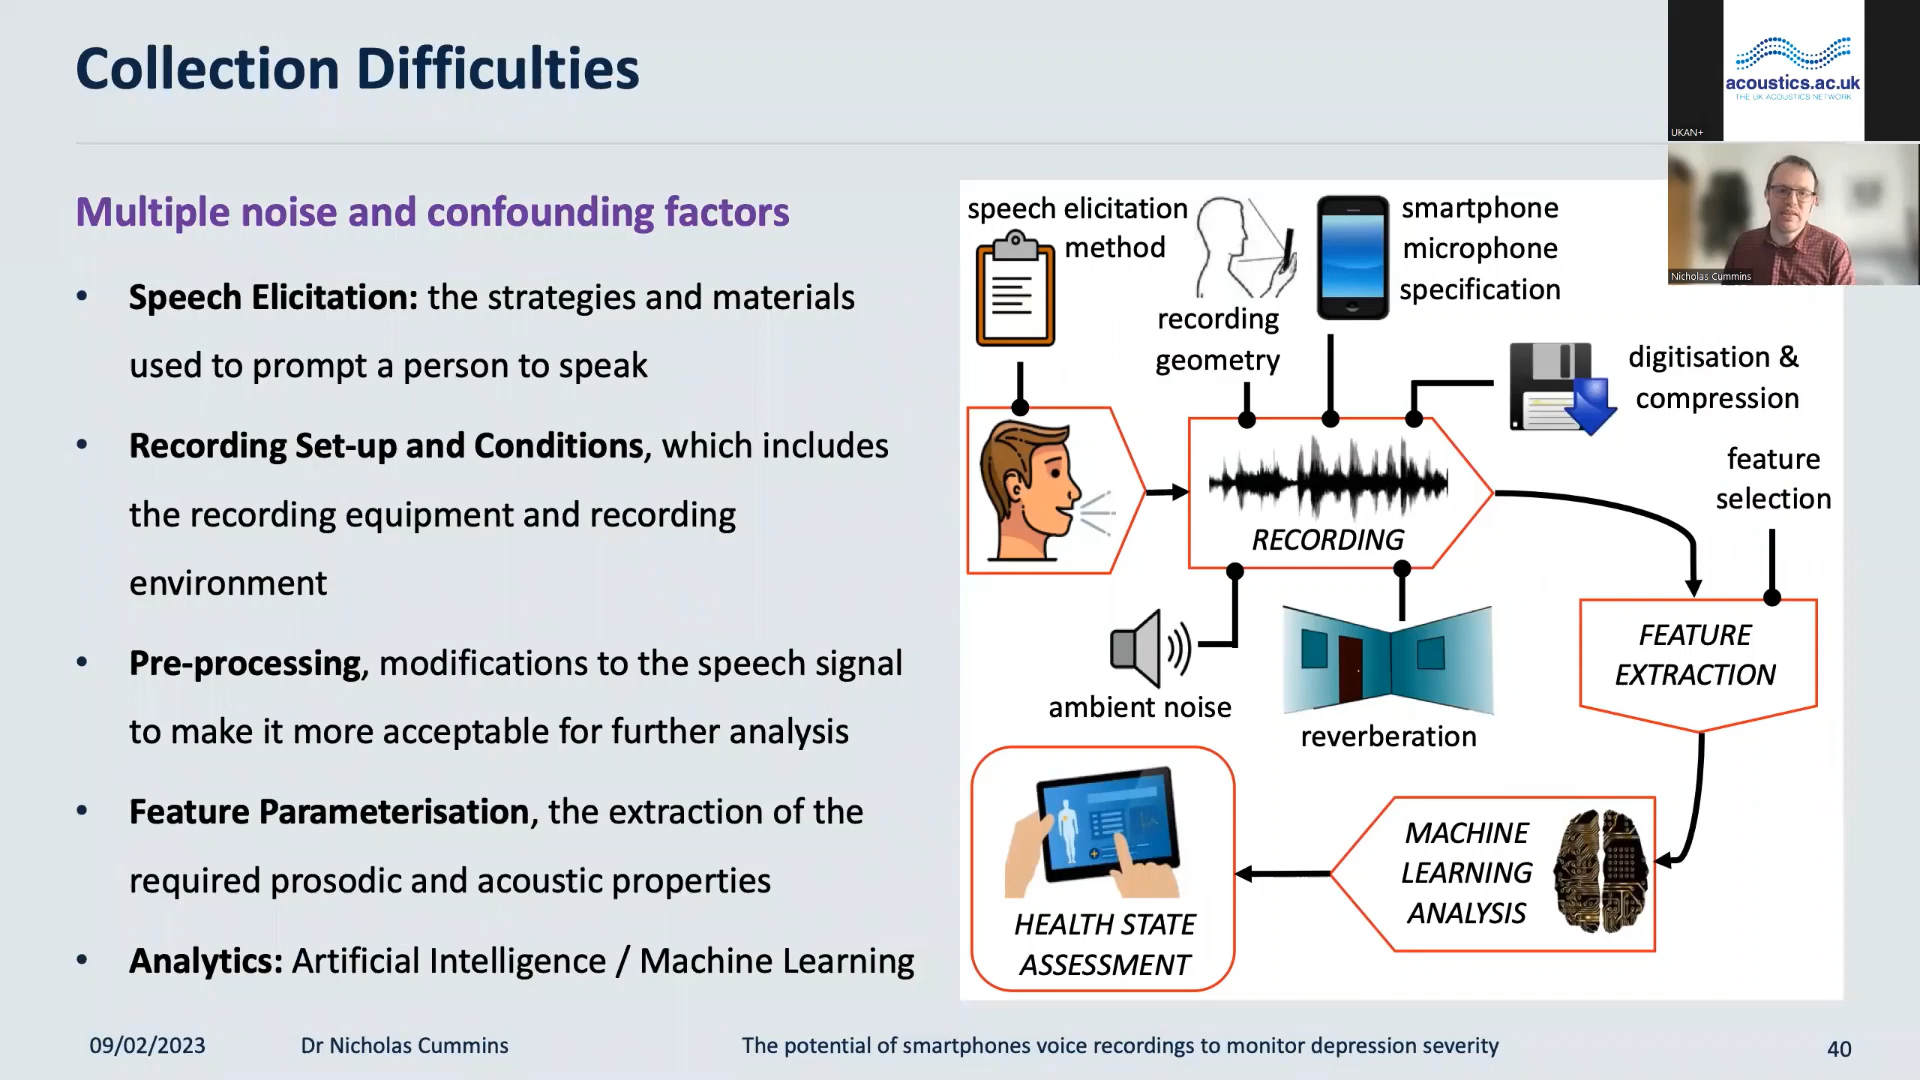 Collection Difficulties
acoustics.ac.uk
THE UK ACOUSTICS NETWORK
UKAN+
Nicholas Cummins
Multiple noise and confounding factors
• Speech Elicitation: the strategies and materials
used to prompt a person to speak
• Recording Set-up and Conditions, which includes
the recording equipment and recording
environment
• Pre-processing, modifications to the speech signal
to make it more acceptable for further analysis
• Feature Parameterisation, the extraction of the
required prosodic and acoustic properties
• Analytics: Artificial Intelligence / Machine Learning
speech elicitation
method
recording
geometry
smartphone
microphone
specification
digitisation &
compression
feature
selection
RECORDING
ambient noise
reverberation
FEATURE
EXTRACTION
MACHINE
LEARNING
ANALYSIS
HEALTH STATE
ASSESSMENT
09/02/2023
Dr Nicholas Cummins
The potential of smartphones voice recordings to monitor depression severity
40